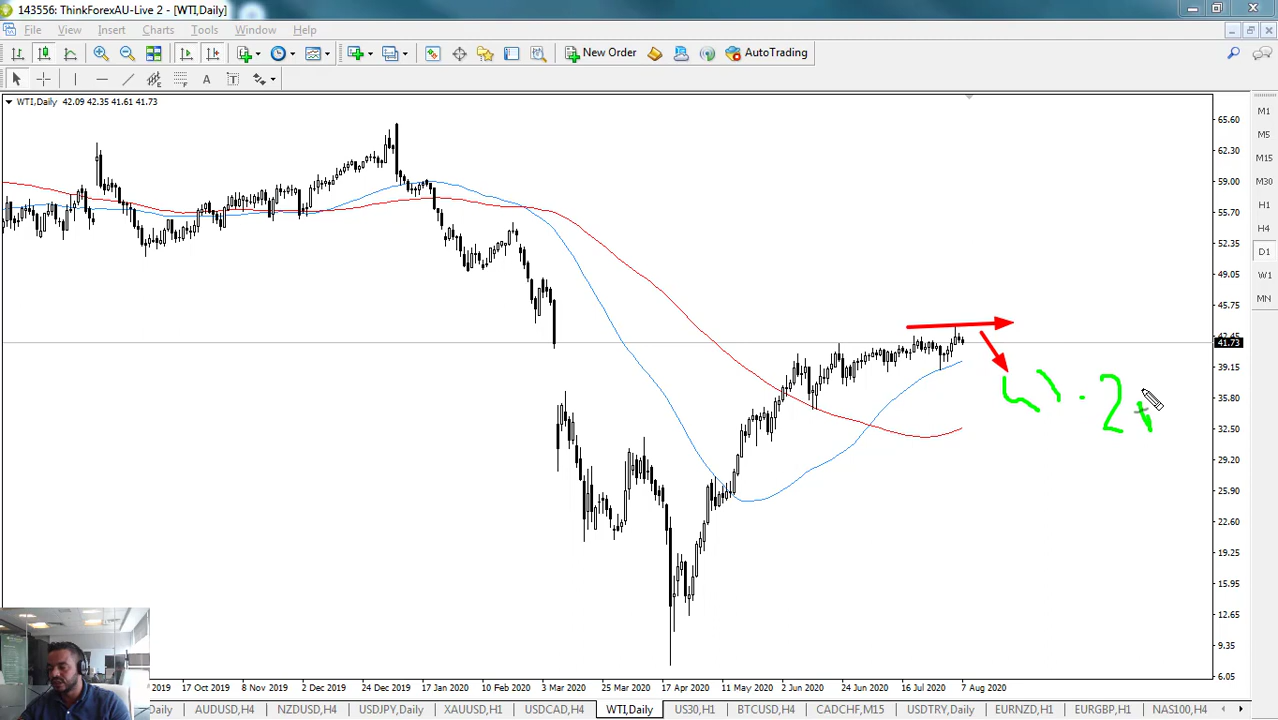 143556: ThinkForexAU-Live 2 - [WTI,Daily]
File View Insert Charts Tools Window Help
New Order AutoTrading
WTI,Daily 42.09 42.35 41.61 41.73
M1
M5
M15
M30
H1
H4
D1
W1
MN
65.60
62.30
59.00
55.70
52.35
49.05
45.75
42.45
41.73
39.15
35.80
32.50
29.20
25.90
22.60
19.25
15.95
12.65
9.35
6.05
2019 17 Oct 2019 8 Nov 2019 2 Dec 2019 24 Dec 2019 17 Jan 2020 10 Feb 2020 3 Mar 2020 25 Mar 2020 17 Apr 2020 11 May 2020 2 Jun 2020 24 Jun 2020 16 Jul 2020 7 Aug 2020
Daily AUDUSD,H4 NZDUSD,H4 USDJPY,Daily XAUUSD,H1 USDCAD,H4 WTI,Daily US30,H1 BTCUSD,H4 CADCHF,M15 USDTRY,Daily EURNZD,H1 EURGBP,H1 NAS100,H4